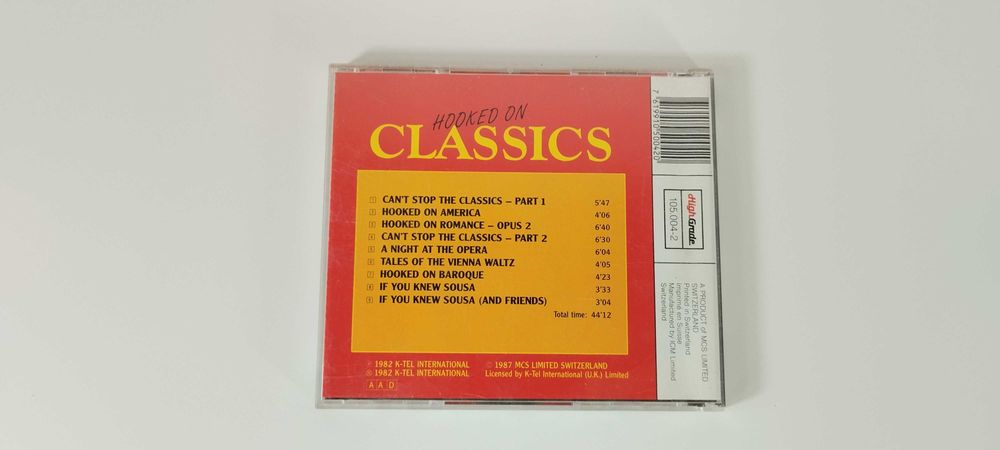 HOOKED ON
CLASSICS
1 CAN'T STOP THE CLASSICS – PART 1 5'47
2 HOOKED ON AMERICA 4'06
3 HOOKED ON ROMANCE – OPUS 2 6'40
4 CAN'T STOP THE CLASSICS – PART 2 6'30
5 A NIGHT AT THE OPERA 6'04
6 TALES OF THE VIENNA WALTZ 4'05
7 HOOKED ON BAROQUE 4'23
8 IF YOU KNEW SOUSA 3'33
9 IF YOU KNEW SOUSA (AND FRIENDS) 3'04
Total time: 44'12
℗ 1982 K-TEL INTERNATIONAL © 1987 MCS LIMITED SWITZERLAND
1982 K-TEL INTERNATIONAL Licensed by K-Tel International (U.K.) Limited
A A D
7 619910 500420
HighGrade
105 004-2
A PRODUCT of MCS LIMITED
SWITZERLAND
Printed in Switzerland
Imprimé en Suisse
Manufactured by ICM Limited
Switzerland